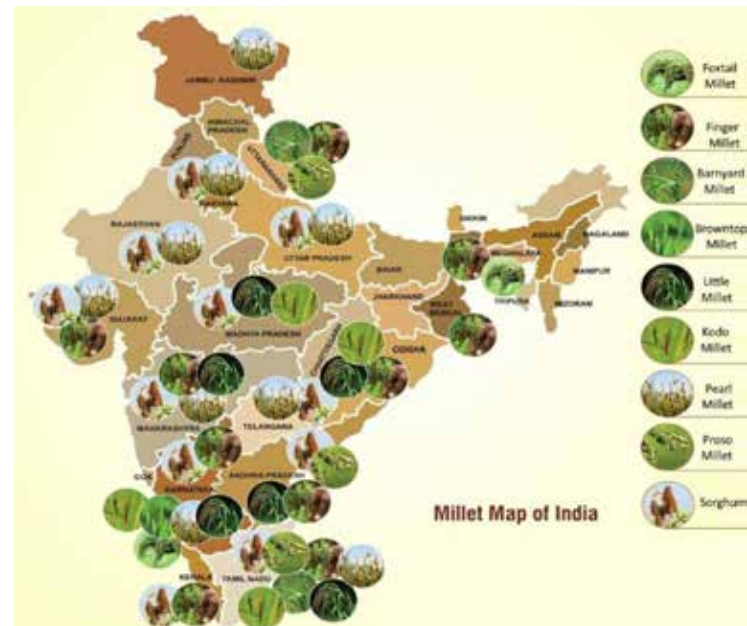 JAMMU KASHMIR
HIMACHAL
PRADESH
PUNJAB
UTTARAKHAND
HARYANA
RAJASTHAN
UTTAR PRADESH
BIHAR
SIKKIM
ASSAM
NAGALAND
MEGHALAYA
MANIPUR
TRIPURA
MIZORAM
JHARKHAND
WEST
BENGAL
GUJARAT
MADHYA PRADESH
CHHATTISGARH
ODISHA
MAHARASHTRA
TELANGANA
GOA
KARNATAKA
ANDHRA PRADESH
KERALA
TAMIL NADU
Millet Map of India
Foxtail
Millet
Finger
Millet
Barnyard
Millet
Browntop
Millet
Little
Millet
Kodo
Millet
Pearl
Millet
Proso
Millet
Sorghum